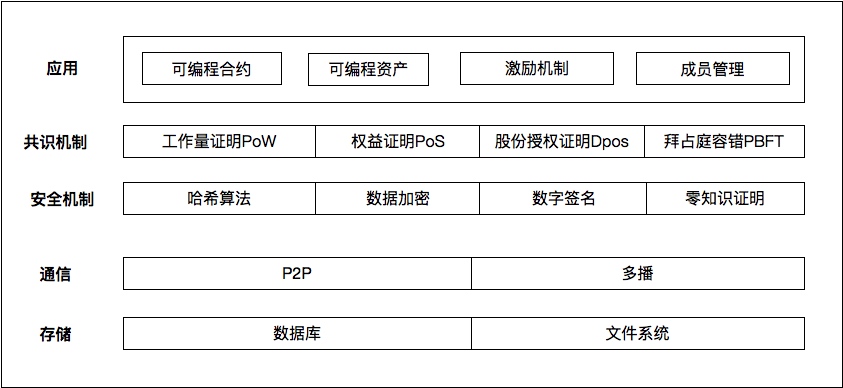 应用 可编程合约 可编程资产 激励机制 成员管理
共识机制 工作量证明PoW 权益证明PoS 股份授权证明Dpos 拜占庭容错PBFT
安全机制 哈希算法 数据加密 数字签名 零知识证明
通信 P2P 多播
存储 数据库 文件系统